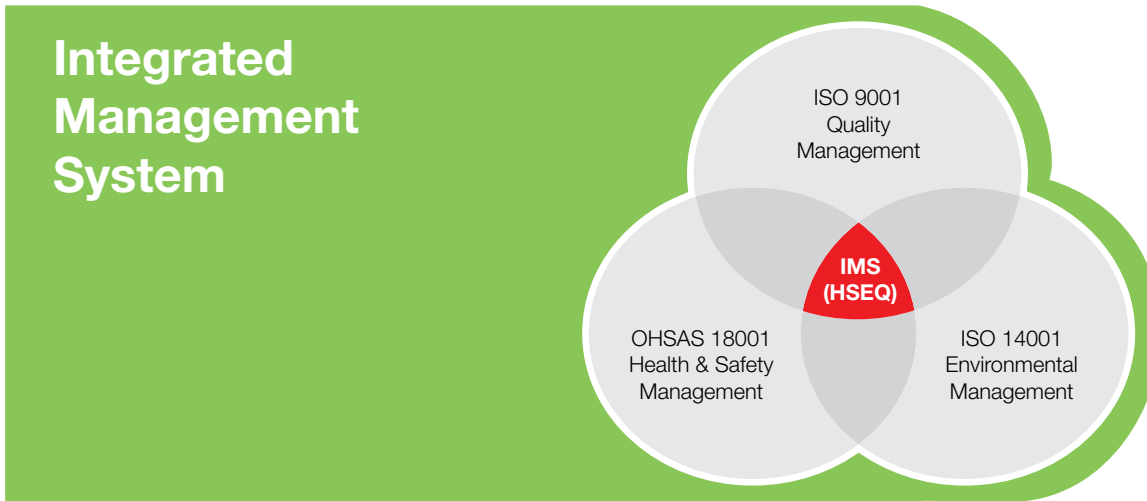 Integrated
Management
System
ISO 9001
Quality
Management
IMS
(HSEQ)
OHSAS 18001
Health & Safety
Management
ISO 14001
Environmental
Management